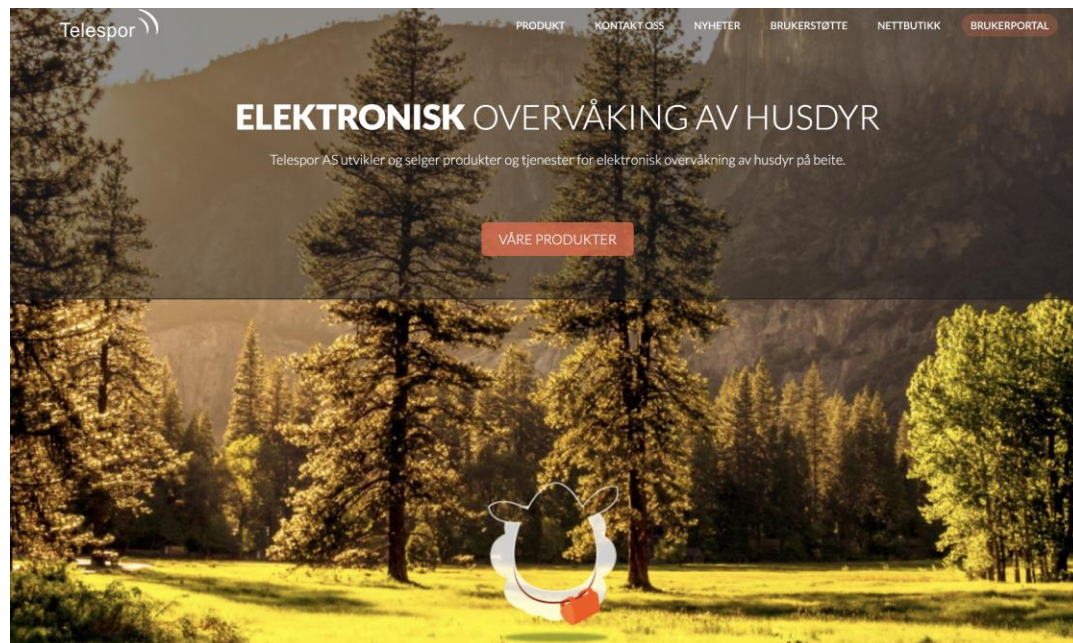 Telespor
PRODUKT KONTAKT OSS NYHETER BRUKERSTØTTE NETTBUTIKK BRUKERPORTAL
ELEKTRONISK OVERVÅKING AV HUSDYR
Telespor AS utvikler og selger produkter og tjenester for elektronisk overvåkning av husdyr på beite.
VÅRE PRODUKTER